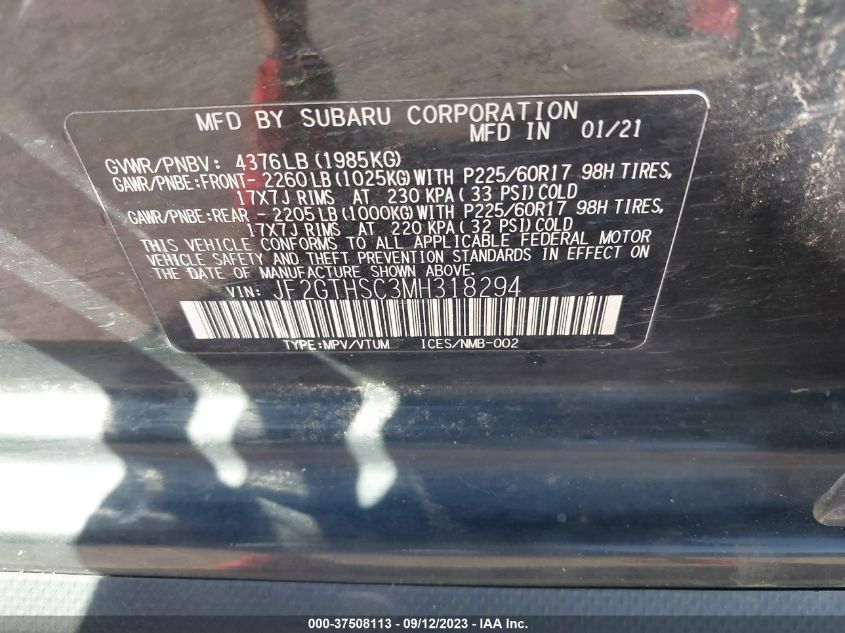 MFD BY SUBARU CORPORATION
MFD IN 01/21
GVWR/PNBV: 4376LB(1985KG)
GAWR/PNBE:FRONT- 2260LB(1025KG)WITH P225/60R17 98H TIRES,
17X7J RIMS AT 230 KPA(33 PSI)COLD
GAWR/PNBE:REAR - 2205LB(1000KG)WITH P225/60R17 98H TIRES,
17X7J RIMS AT 220 KPA(32 PSI)COLD
THIS VEHICLE CONFORMS TO ALL APPLICABLE FEDERAL MOTOR
VEHICLE SAFETY AND THEFT PREVENTION STANDARDS IN EFFECT ON
THE DATE OF MANUFACTURE SHOWN ABOVE.
VIN: JF2GTHSC3MH318294
TYPE:MPV/VTUM ICES/NMB-002
000-37508113 - 09/12/2023 - IAA Inc.